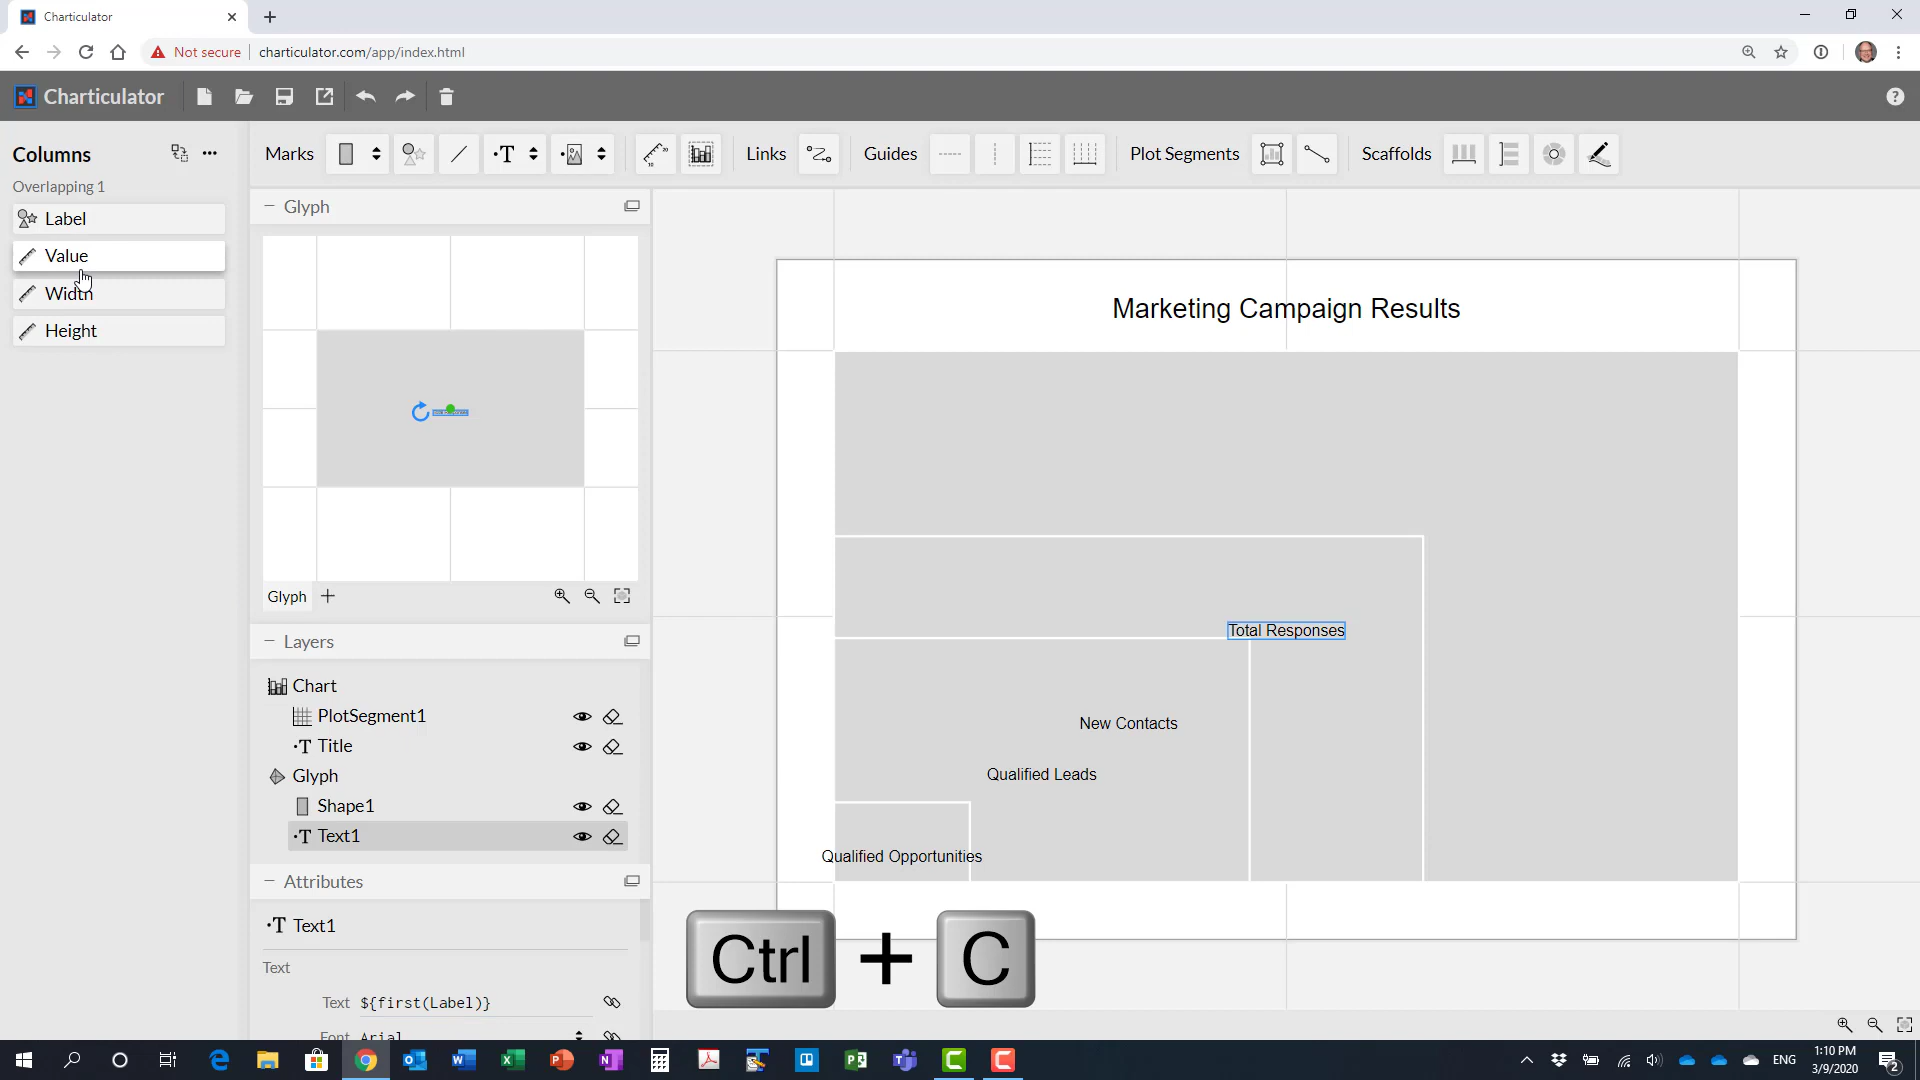 Charticulator
Not secure
charticulator.com/app/index.html
Charticulator
Columns
Marks
Links
Guides
Plot Segments
Scaffolds
Overlapping 1
Label
Value
Width
Height
Glyph
Glyph
Layers
Chart
PlotSegment1
Title
Glyph
Shape1
Text1
Attributes
Text1
Text
Text ${first(Label)}
Font Arial
Marketing Campaign Results
Total Responses
New Contacts
Qualified Leads
Qualified Opportunities
Ctrl + C
ENG
1:10 PM
3/9/2020
2